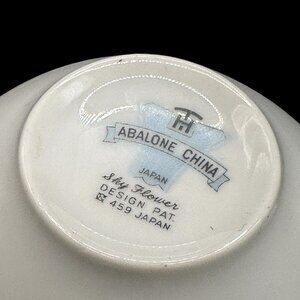 ABALONE CHINA
JAPAN
Sky Flower
DESIGN PAT.
459 JAPAN